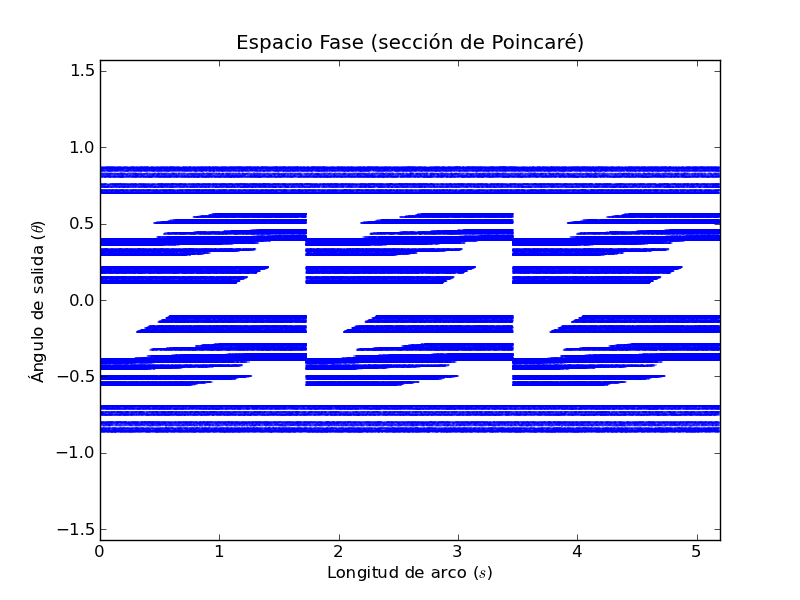 Espacio Fase (sección de Poincaré)
Ángulo de salida (θ)
1.5
1.0
0.5
0.0
−0.5
−1.0
−1.5
0 1 2 3 4 5
Longitud de arco (s)